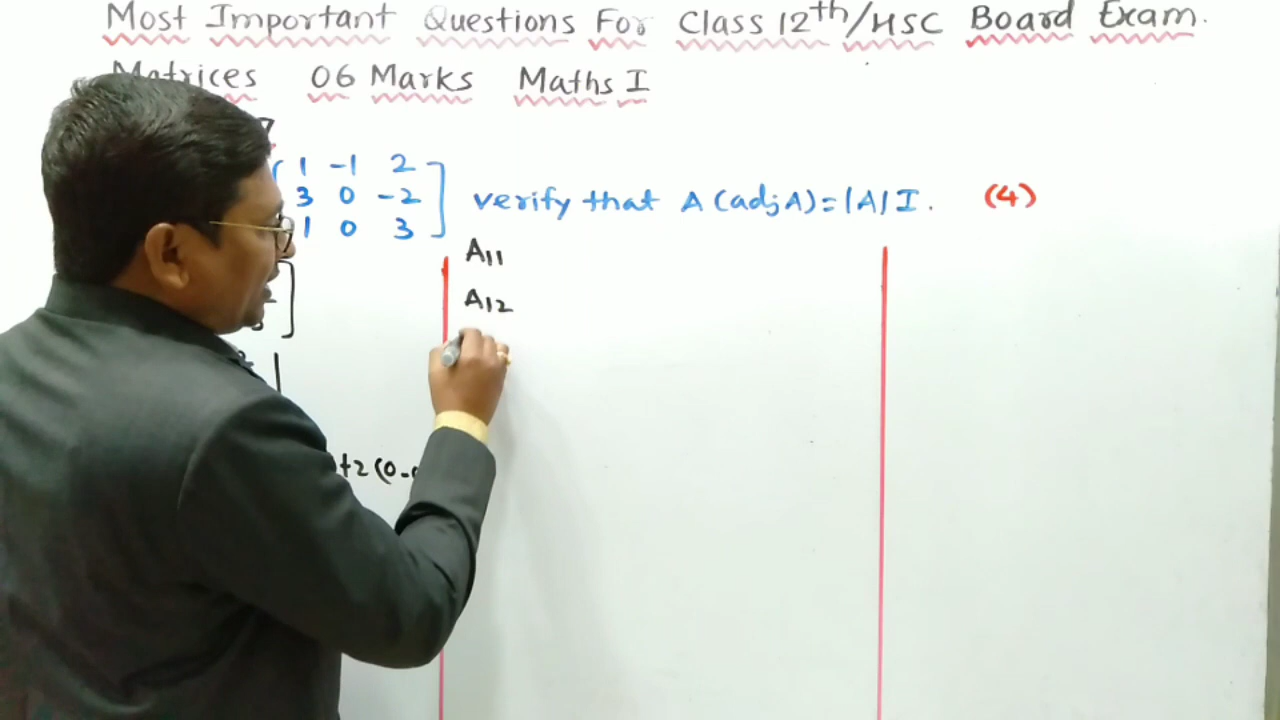 Most Important Questions For Class 12th/HSC Board Exam.
Matrices 06 Marks Maths I
1 -1 2
3 0 -2 verify that A(adjA)=|A|I. (4)
1 0 3
A11
A12
+2(0-0